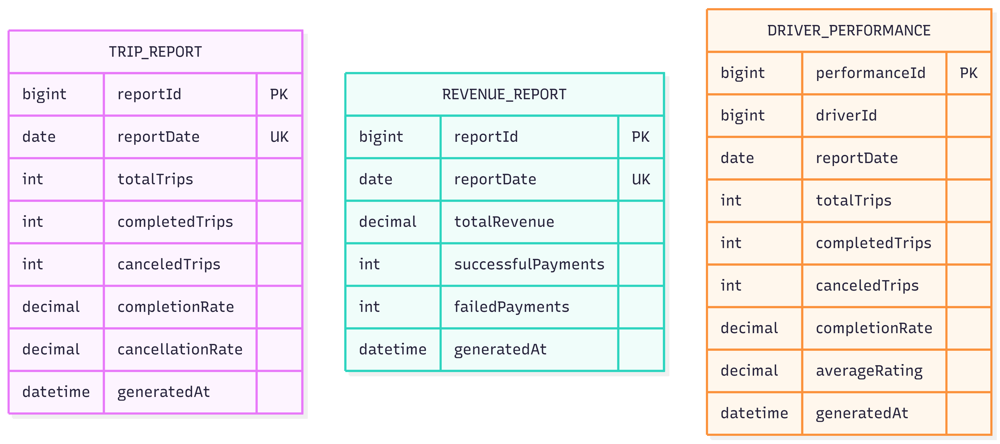 TRIP_REPORT
bigint reportId PK
date reportDate UK
int totalTrips
int completedTrips
int canceledTrips
decimal completionRate
decimal cancellationRate
datetime generatedAt
REVENUE_REPORT
bigint reportId PK
date reportDate UK
decimal totalRevenue
int successfulPayments
int failedPayments
datetime generatedAt
DRIVER_PERFORMANCE
bigint performanceId PK
bigint driverId
date reportDate
int totalTrips
int completedTrips
int canceledTrips
decimal completionRate
decimal averageRating
datetime generatedAt